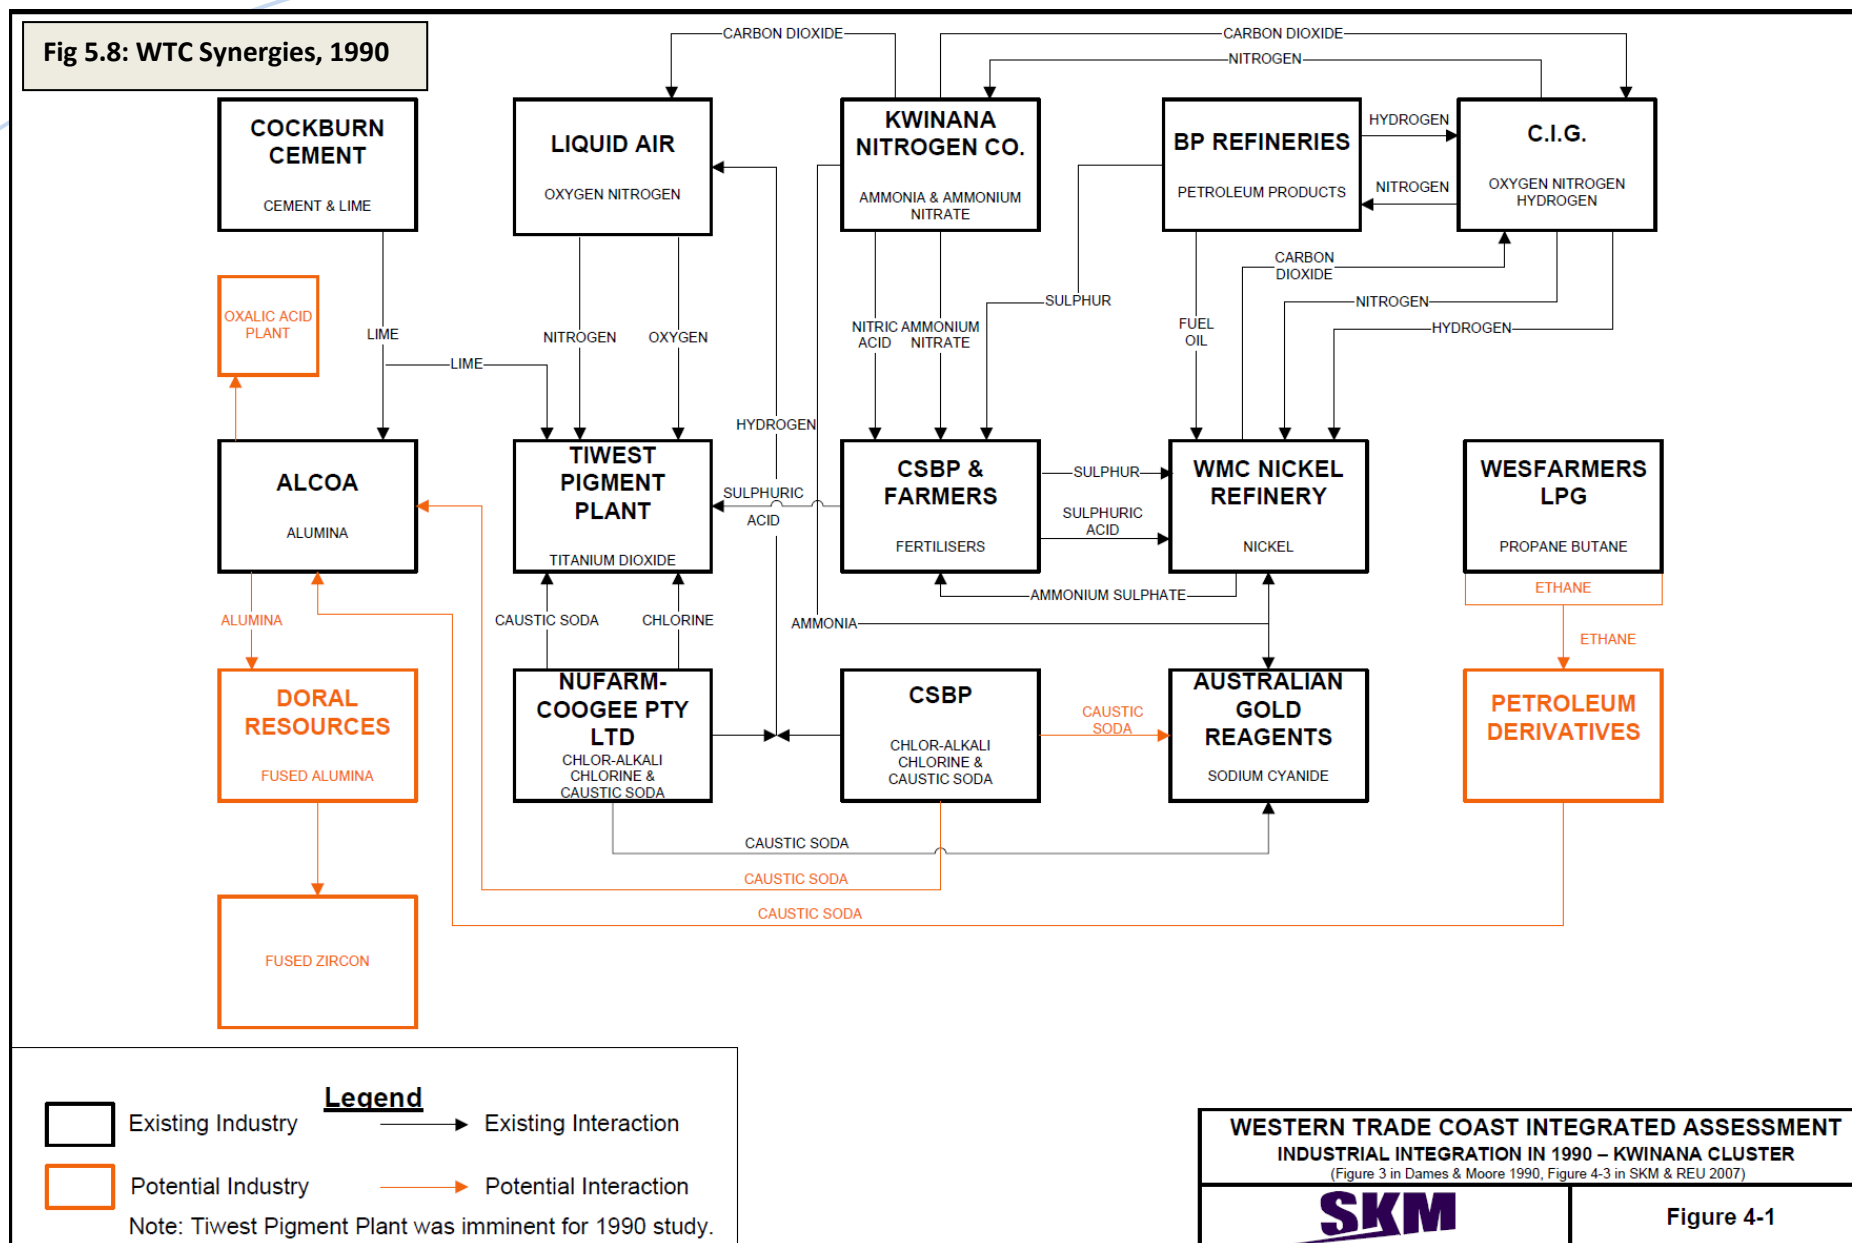 Fig 5.8: WTC Synergies, 1990
CARBON DIOXIDE
CARBON DIOXIDE
NITROGEN
COCKBURN
CEMENT
CEMENT & LIME
LIQUID AIR
OXYGEN NITROGEN
KWINANA
NITROGEN CO.
AMMONIA & AMMONIUM
NITRATE
BP REFINERIES
PETROLEUM PRODUCTS
HYDROGEN
NITROGEN
C.I.G.
OXYGEN NITROGEN
HYDROGEN
OXALIC ACID
PLANT
LIME
LIME
NITROGEN
OXYGEN
HYDROGEN
NITRIC
ACID
AMMONIUM
NITRATE
SULPHUR
FUEL
OIL
CARBON
DIOXIDE
NITROGEN
HYDROGEN
ALCOA
ALUMINA
TIWEST
PIGMENT
PLANT
TITANIUM DIOXIDE
SULPHURIC
ACID
CSBP &
FARMERS
FERTILISERS
SULPHUR
SULPHURIC
ACID
WMC NICKEL
REFINERY
NICKEL
WESFARMERS
LPG
PROPANE BUTANE
ETHANE
ETHANE
AMMONIUM SULPHATE
AMMONIA
ALUMINA
CAUSTIC SODA
CHLORINE
DORAL
RESOURCES
FUSED ALUMINA
NUFARM-
COOGEE PTY
LTD
CHLOR-ALKALI
CHLORINE &
CAUSTIC SODA
CSBP
CHLOR-ALKALI
CHLORINE &
CAUSTIC SODA
CAUSTIC
SODA
AUSTRALIAN
GOLD
REAGENTS
SODIUM CYANIDE
PETROLEUM
DERIVATIVES
CAUSTIC SODA
CAUSTIC SODA
CAUSTIC SODA
FUSED ZIRCON
Legend
Existing Industry
Existing Interaction
Potential Industry
Potential Interaction
Note: Tiwest Pigment Plant was imminent for 1990 study.
WESTERN TRADE COAST INTEGRATED ASSESSMENT
INDUSTRIAL INTEGRATION IN 1990 – KWINANA CLUSTER
(Figure 3 in Dames & Moore 1990, Figure 4-3 in SKM & REU 2007)
SKM
Figure 4-1